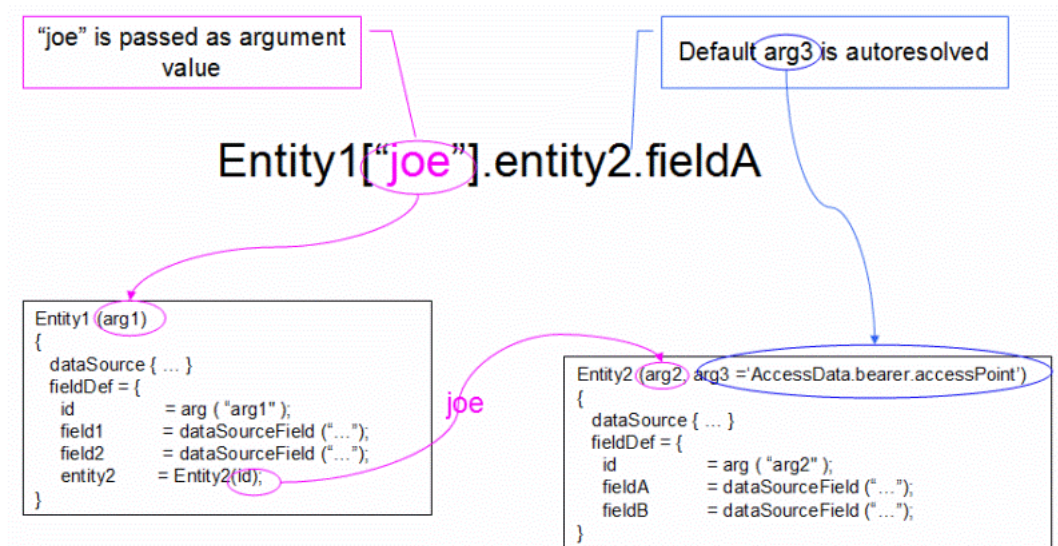 “joe” is passed as argument
value
Default arg3 is autoresolved
Entity1[“joe”].entity2.fieldA
Entity1 (arg1)
{
dataSource { ... }
fieldDef = {
id = arg ( “arg1" );
field1 = dataSourceField (“...”);
field2 = dataSourceField (“...”);
entity2 = Entity2(id);
}
joe
Entity2 (arg2, arg3 =‘AccessData.bearer.accessPoint’)
{
dataSource { ... }
fieldDef = {
id = arg ( “arg2" );
fieldA = dataSourceField (“...”);
fieldB = dataSourceField (“...”);
}